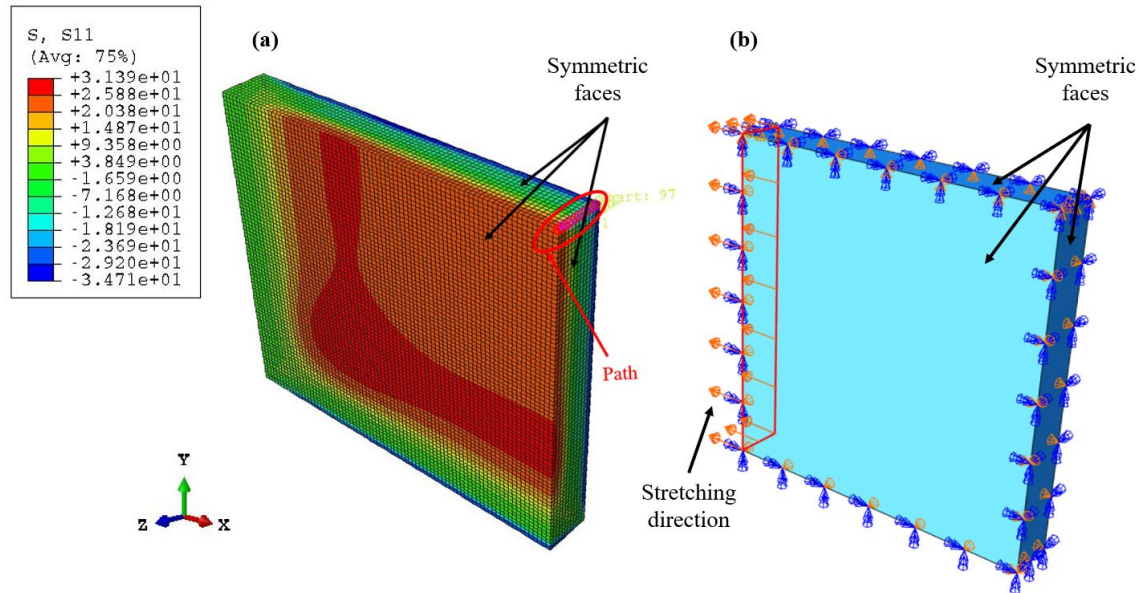 S, S11
(Avg: 75%)
+3.139e+01
+2.588e+01
+2.038e+01
+1.487e+01
+9.358e+00
+3.849e+00
-1.659e+00
-7.168e+00
-1.268e+01
-1.819e+01
-2.369e+01
-2.920e+01
-3.471e+01
(a)
Symmetric
faces
97
1
Path
Y
Z
X
(b)
Symmetric
faces
Stretching
direction